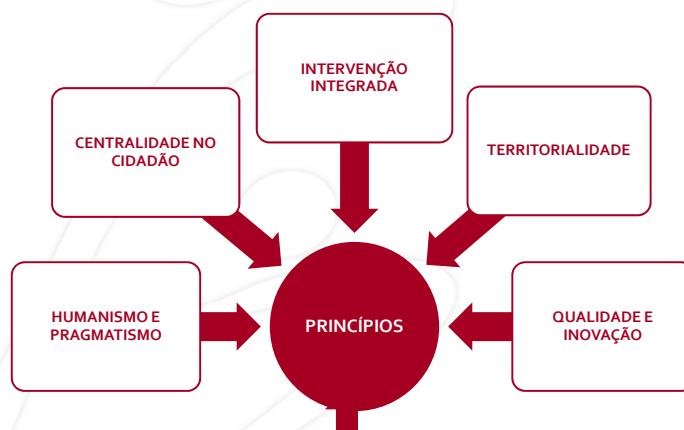 INTERVENÇÃO
INTEGRADA
CENTRALIDADE NO
CIDADÃO
TERRITORIALIDADE
HUMANISMO E
PRAGMATISMO
PRINCÍPIOS
QUALIDADE E
INOVAÇÃO